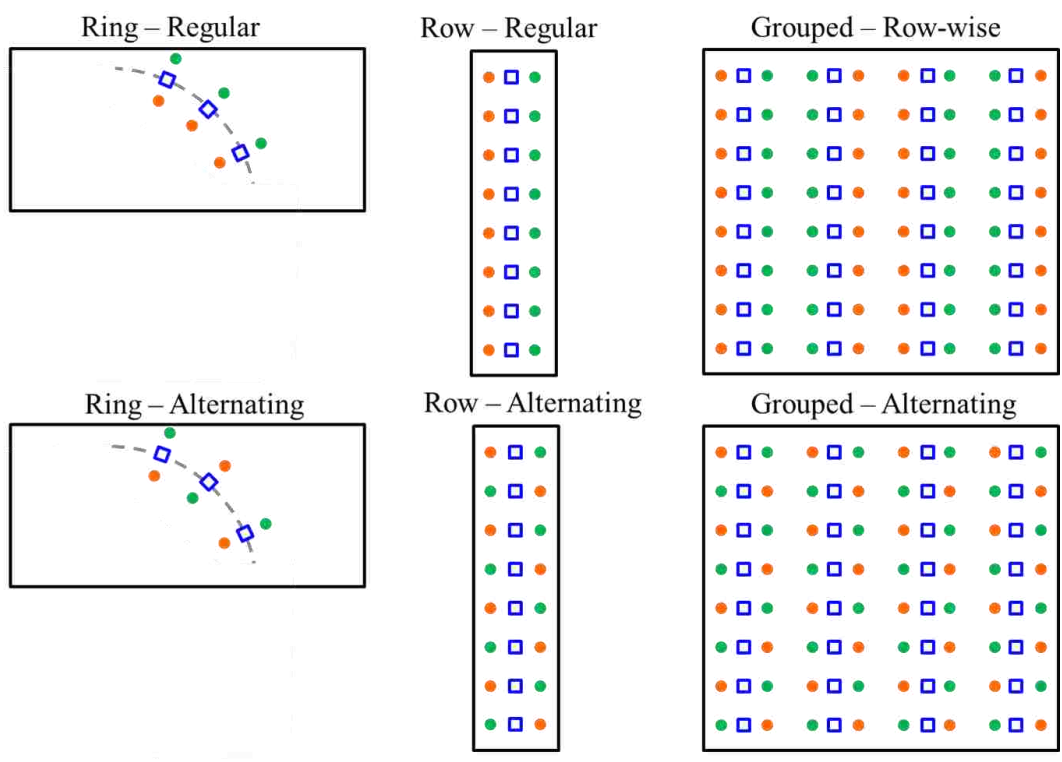 Ring – Regular
Row – Regular
Grouped – Row-wise
Ring – Alternating
Row – Alternating
Grouped – Alternating